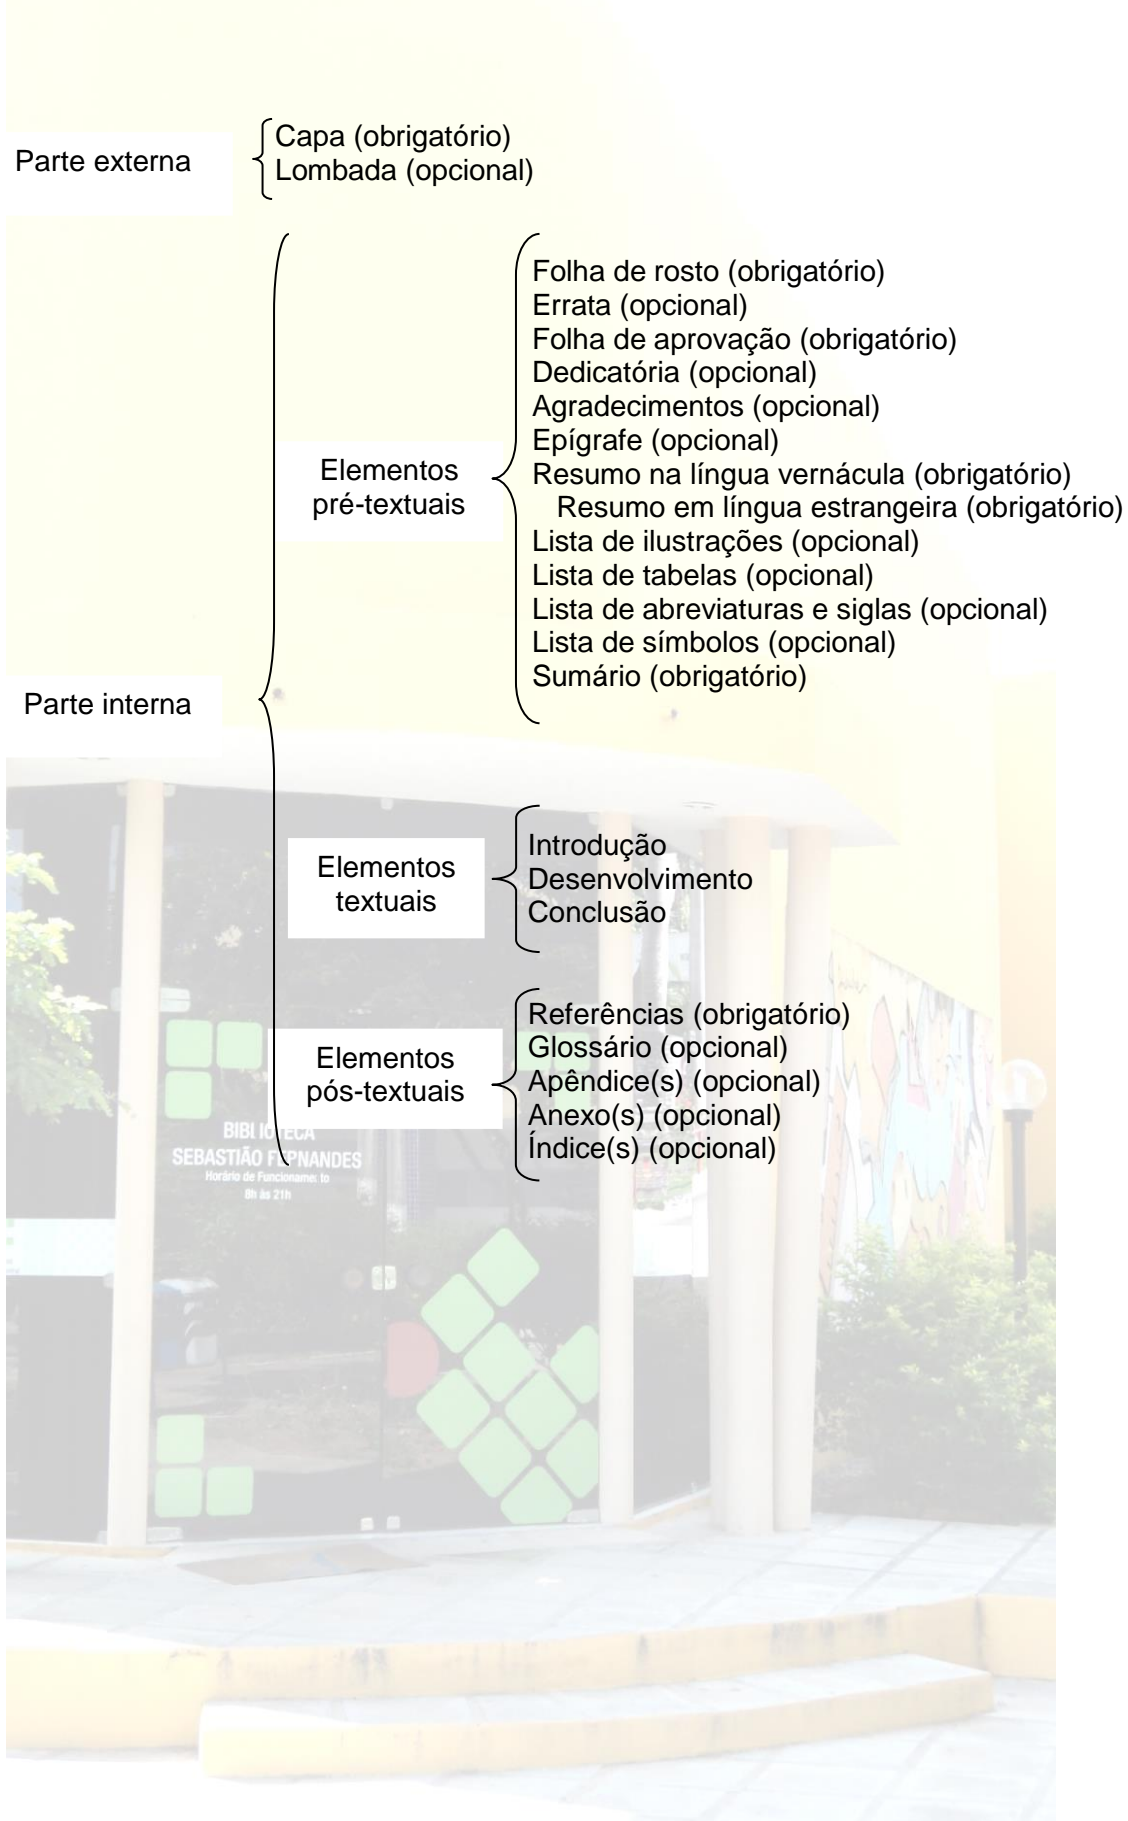 Parte externa
Capa (obrigatório)
Lombada (opcional)
Parte interna
Elementos
pré-textuais
Folha de rosto (obrigatório)
Errata (opcional)
Folha de aprovação (obrigatório)
Dedicatória (opcional)
Agradecimentos (opcional)
Epígrafe (opcional)
Resumo na língua vernácula (obrigatório)
Resumo em língua estrangeira (obrigatório)
Lista de ilustrações (opcional)
Lista de tabelas (opcional)
Lista de abreviaturas e siglas (opcional)
Lista de símbolos (opcional)
Sumário (obrigatório)
Elementos
textuais
Introdução
Desenvolvimento
Conclusão
Elementos
pós-textuais
Referências (obrigatório)
Glossário (opcional)
Apêndice(s) (opcional)
Anexo(s) (opcional)
Índice(s) (opcional)
BIBLIOTECA
SEBASTIÃO FERNANDES
Horário de Funcionamento
8h às 21h